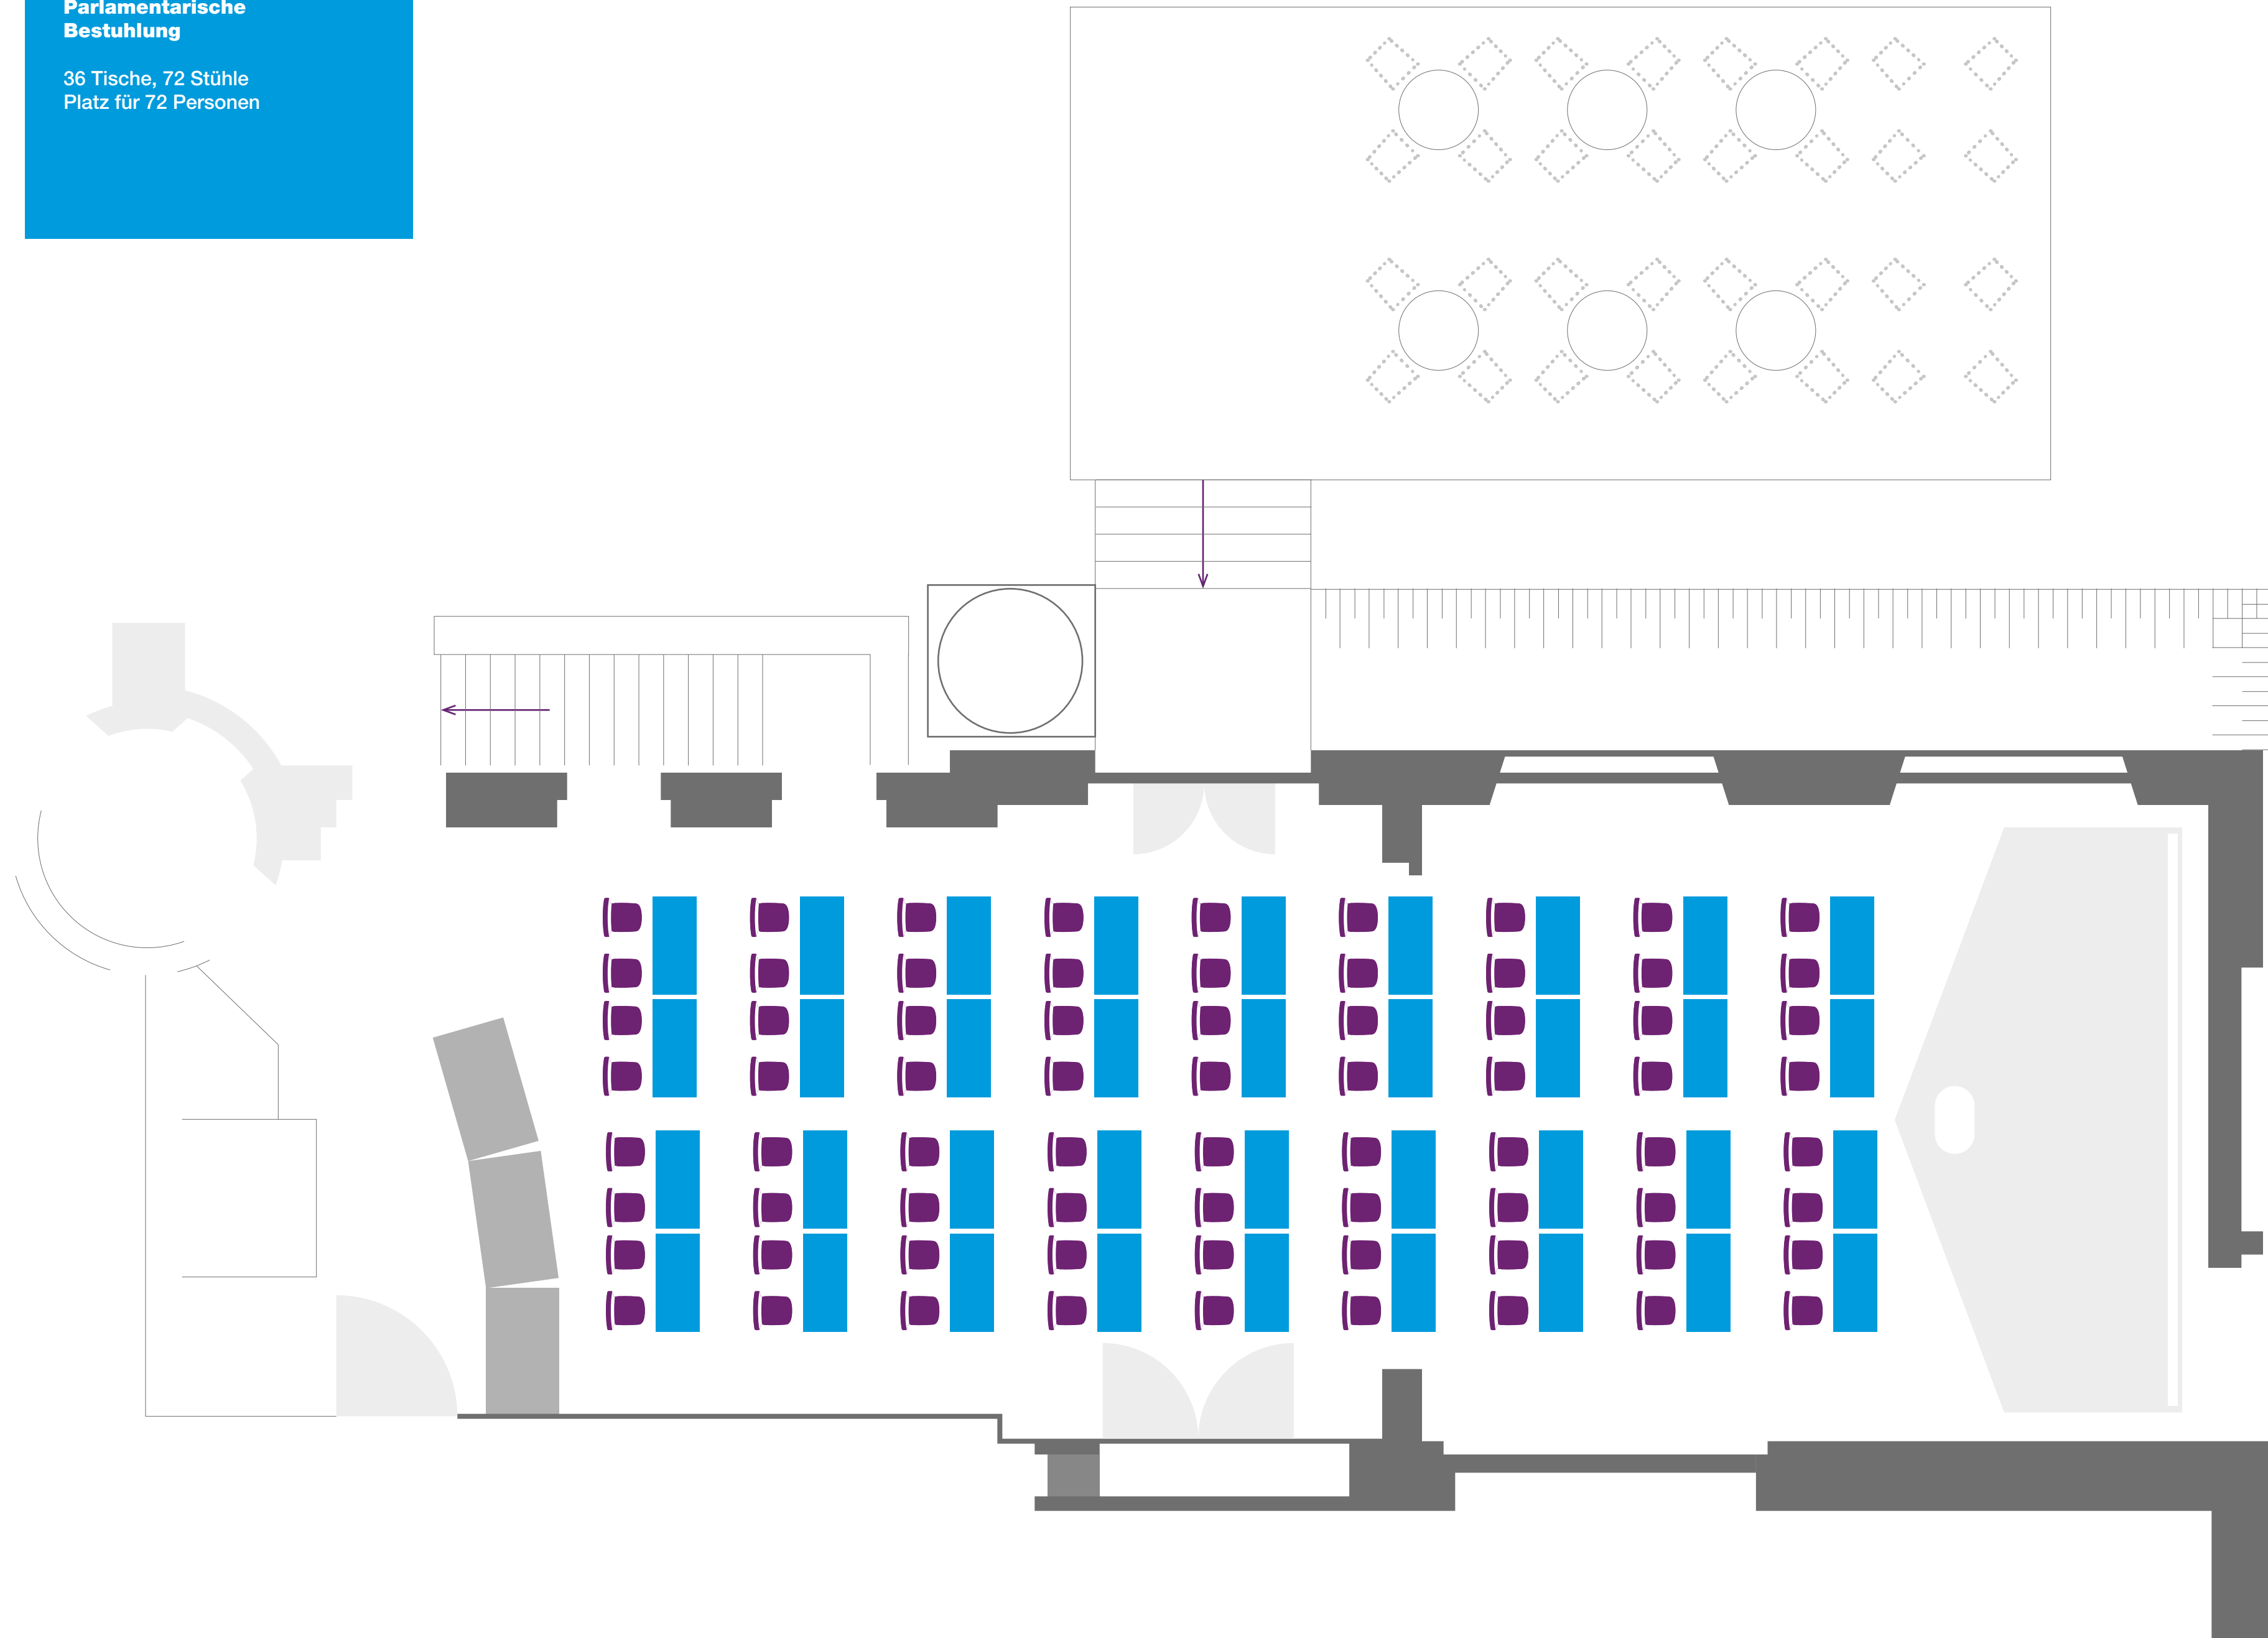 Parlamentarische
Bestuhlung
36 Tische, 72 Stühle
Platz für 72 Personen